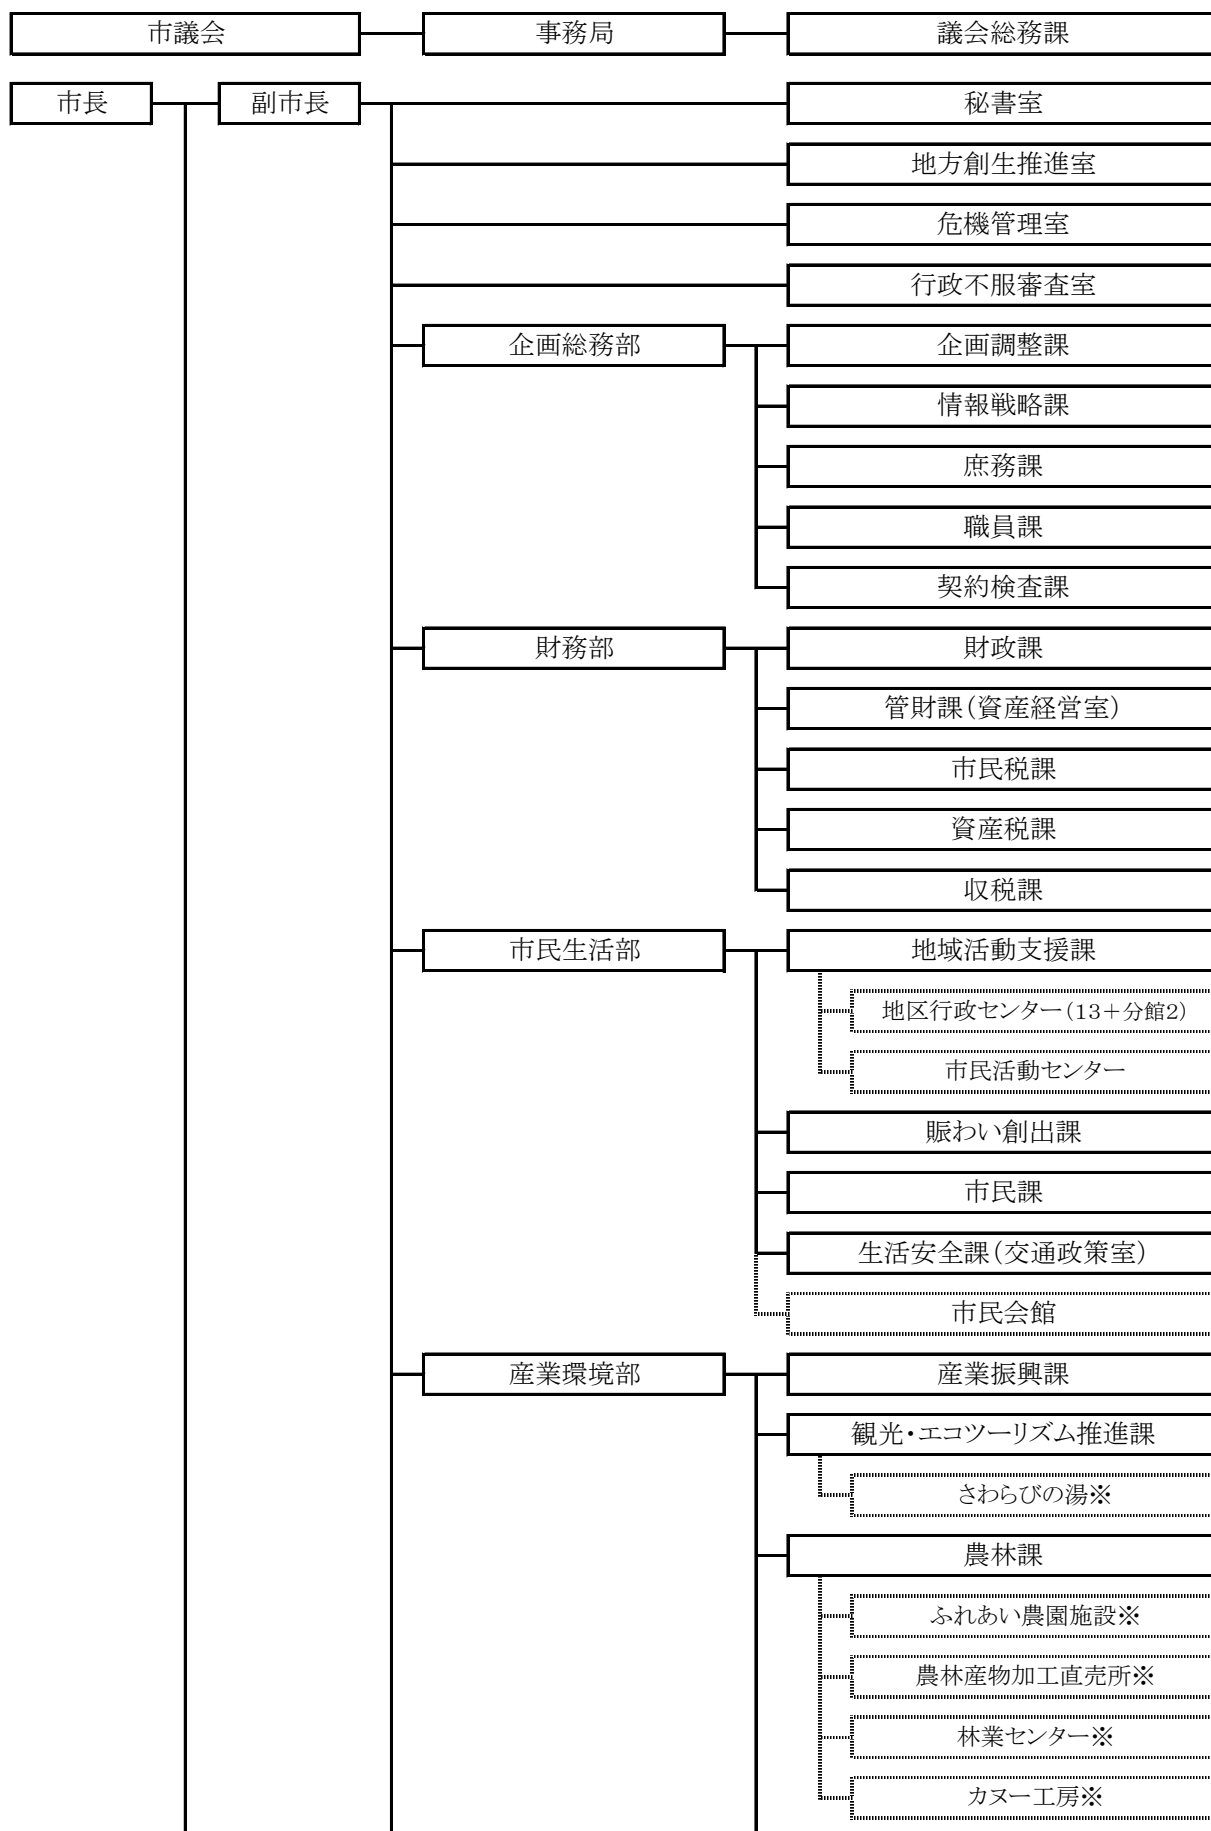 市議会 事務局 議会総務課
市長 副市長 秘書室
地方創生推進室
危機管理室
行政不服審査室
企画総務部 企画調整課
情報戦略課
庶務課
職員課
契約検査課
財務部 財政課
管財課（資産経営室）
市民税課
資産税課
収税課
市民生活部 地域活動支援課
地区行政センター（13＋分館2）
市民活動センター
賑わい創出課
市民課
生活安全課（交通政策室）
市民会館
産業環境部 産業振興課
観光・エコツーリズム推進課
さわらびの湯※
農林課
ふれあい農園施設※
農林産物加工直売所※
林業センター※
カヌー工房※